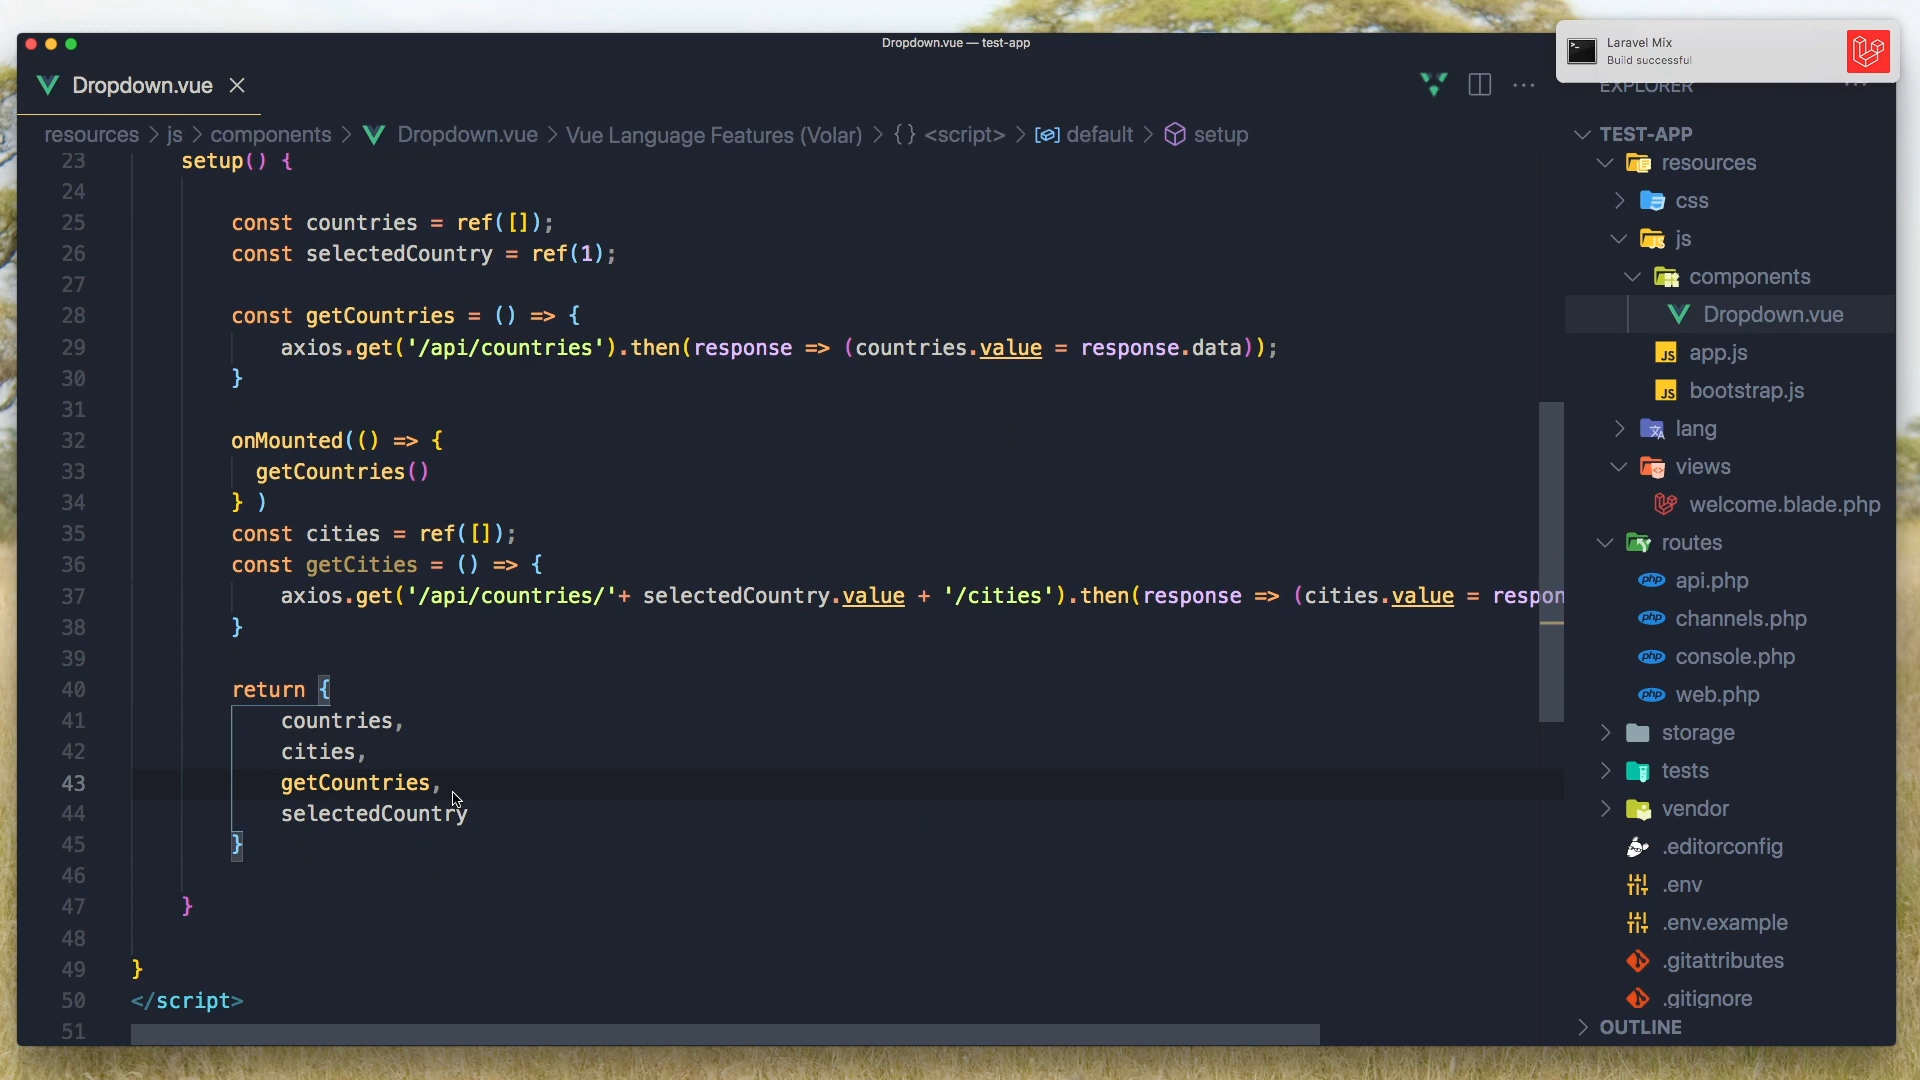 Dropdown.vue — test-app
Laravel Mix
Build successful
Dropdown.vue
resources > js > components > Dropdown.vue > Vue Language Features (Volar) > {} <script> > default > setup
23 setup() {
24
25 const countries = ref([]);
26 const selectedCountry = ref(1);
27
28 const getCountries = () => {
29 axios.get('/api/countries').then(response => (countries.value = response.data));
30 }
31
32 onMounted(() => {
33 getCountries()
34 } )
35 const cities = ref([]);
36 const getCities = () => {
37 axios.get('/api/countries/'+ selectedCountry.value + '/cities').then(response => (cities.value = respon
38 }
39
40 return {
41 countries,
42 cities,
43 getCountries,
44 selectedCountry
45 }
46
47 }
48
49 }
50 </script>
51
EXPLORER
TEST-APP
resources
css
js
components
Dropdown.vue
app.js
bootstrap.js
lang
views
welcome.blade.php
routes
api.php
channels.php
console.php
web.php
storage
tests
vendor
.editorconfig
.env
.env.example
.gitattributes
.gitignore
OUTLINE